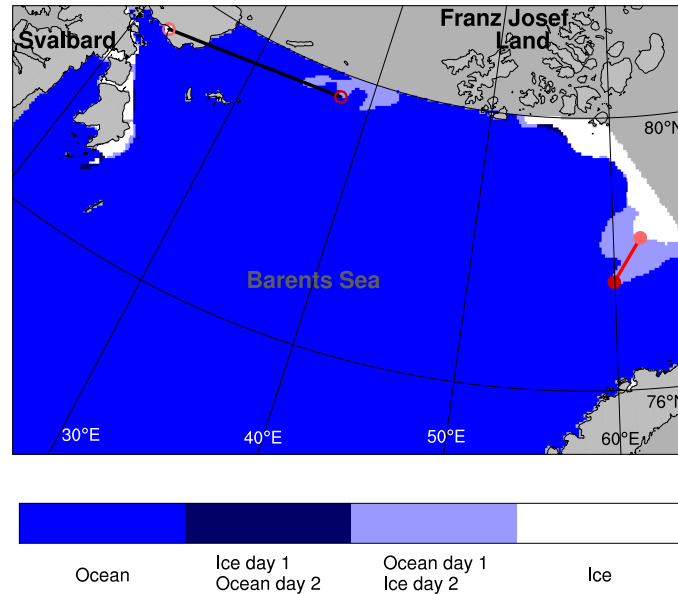 Franz Josef
Svalbard
Land
80°N
Barents Sea
76°N
30°E
40°E
50°E
60°E
Ocean
Ice day 1
Ocean day 2
Ocean day 1
Ice day 2
Ice